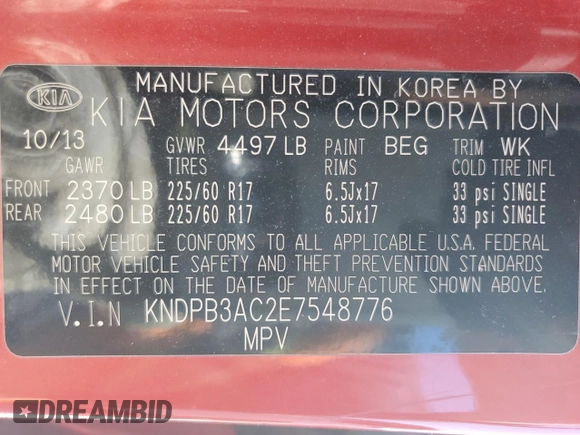 MANUFACTURED IN KOREA BY
KIA KIA MOTORS CORPORATION
10/13 GVWR 4497 LB PAINT BEG TRIM WK
GAWR TIRES RIMS COLD TIRE INFL
FRONT 2370 LB 225/60 R17 6.5Jx17 33 psi SINGLE
REAR 2480 LB 225/60 R17 6.5Jx17 33 psi SINGLE
THIS VEHICLE CONFORMS TO ALL APPLICABLE U.S.A. FEDERAL
MOTOR VEHICLE SAFETY AND THEFT PREVENTION STANDARDS
IN EFFECT ON THE DATE OF MANUFACTURE SHOWN ABOVE.
V.I.N KNDPB3AC2E7548776
MPV
DREAMBID